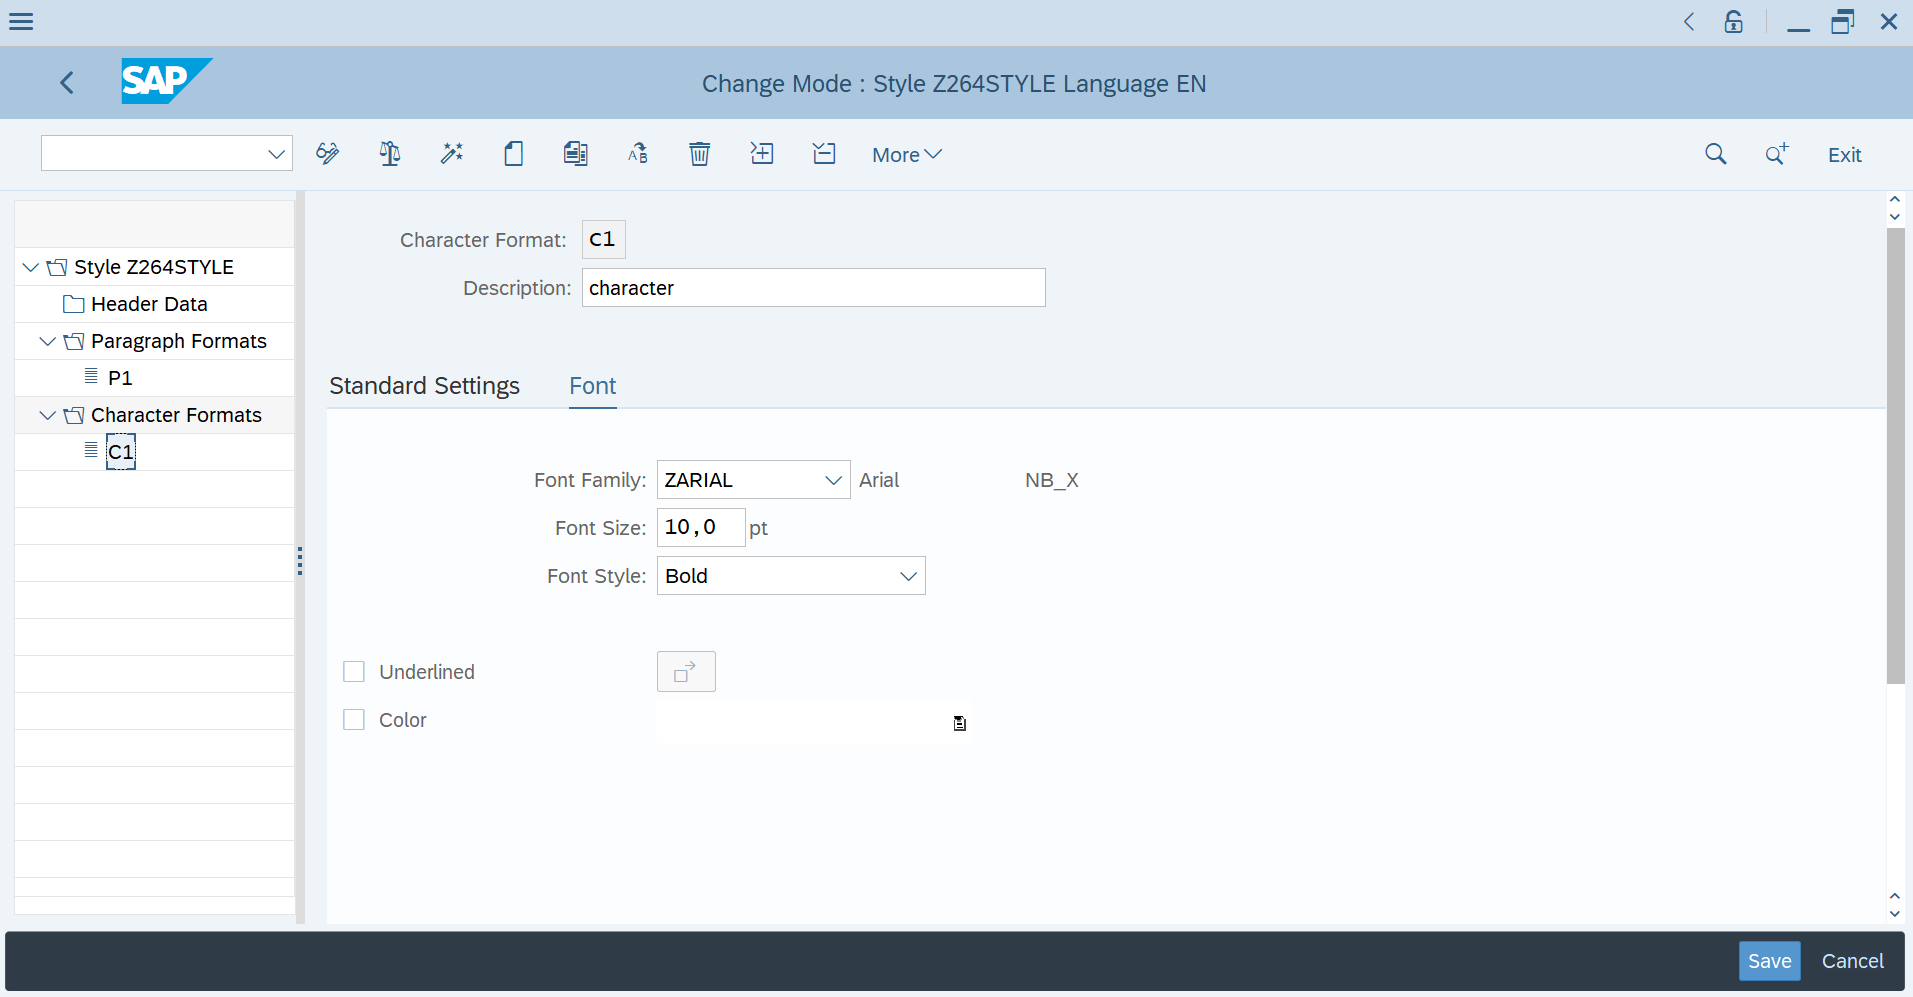 SAP
Change Mode : Style Z264STYLE Language EN
More
Exit
Style Z264STYLE
Header Data
Paragraph Formats
P1
Character Formats
C1
Character Format: C1
Description: character
Standard Settings Font
Font Family: ZARIAL Arial NB_X
Font Size: 10,0 pt
Font Style: Bold
Underlined
Color
Save Cancel